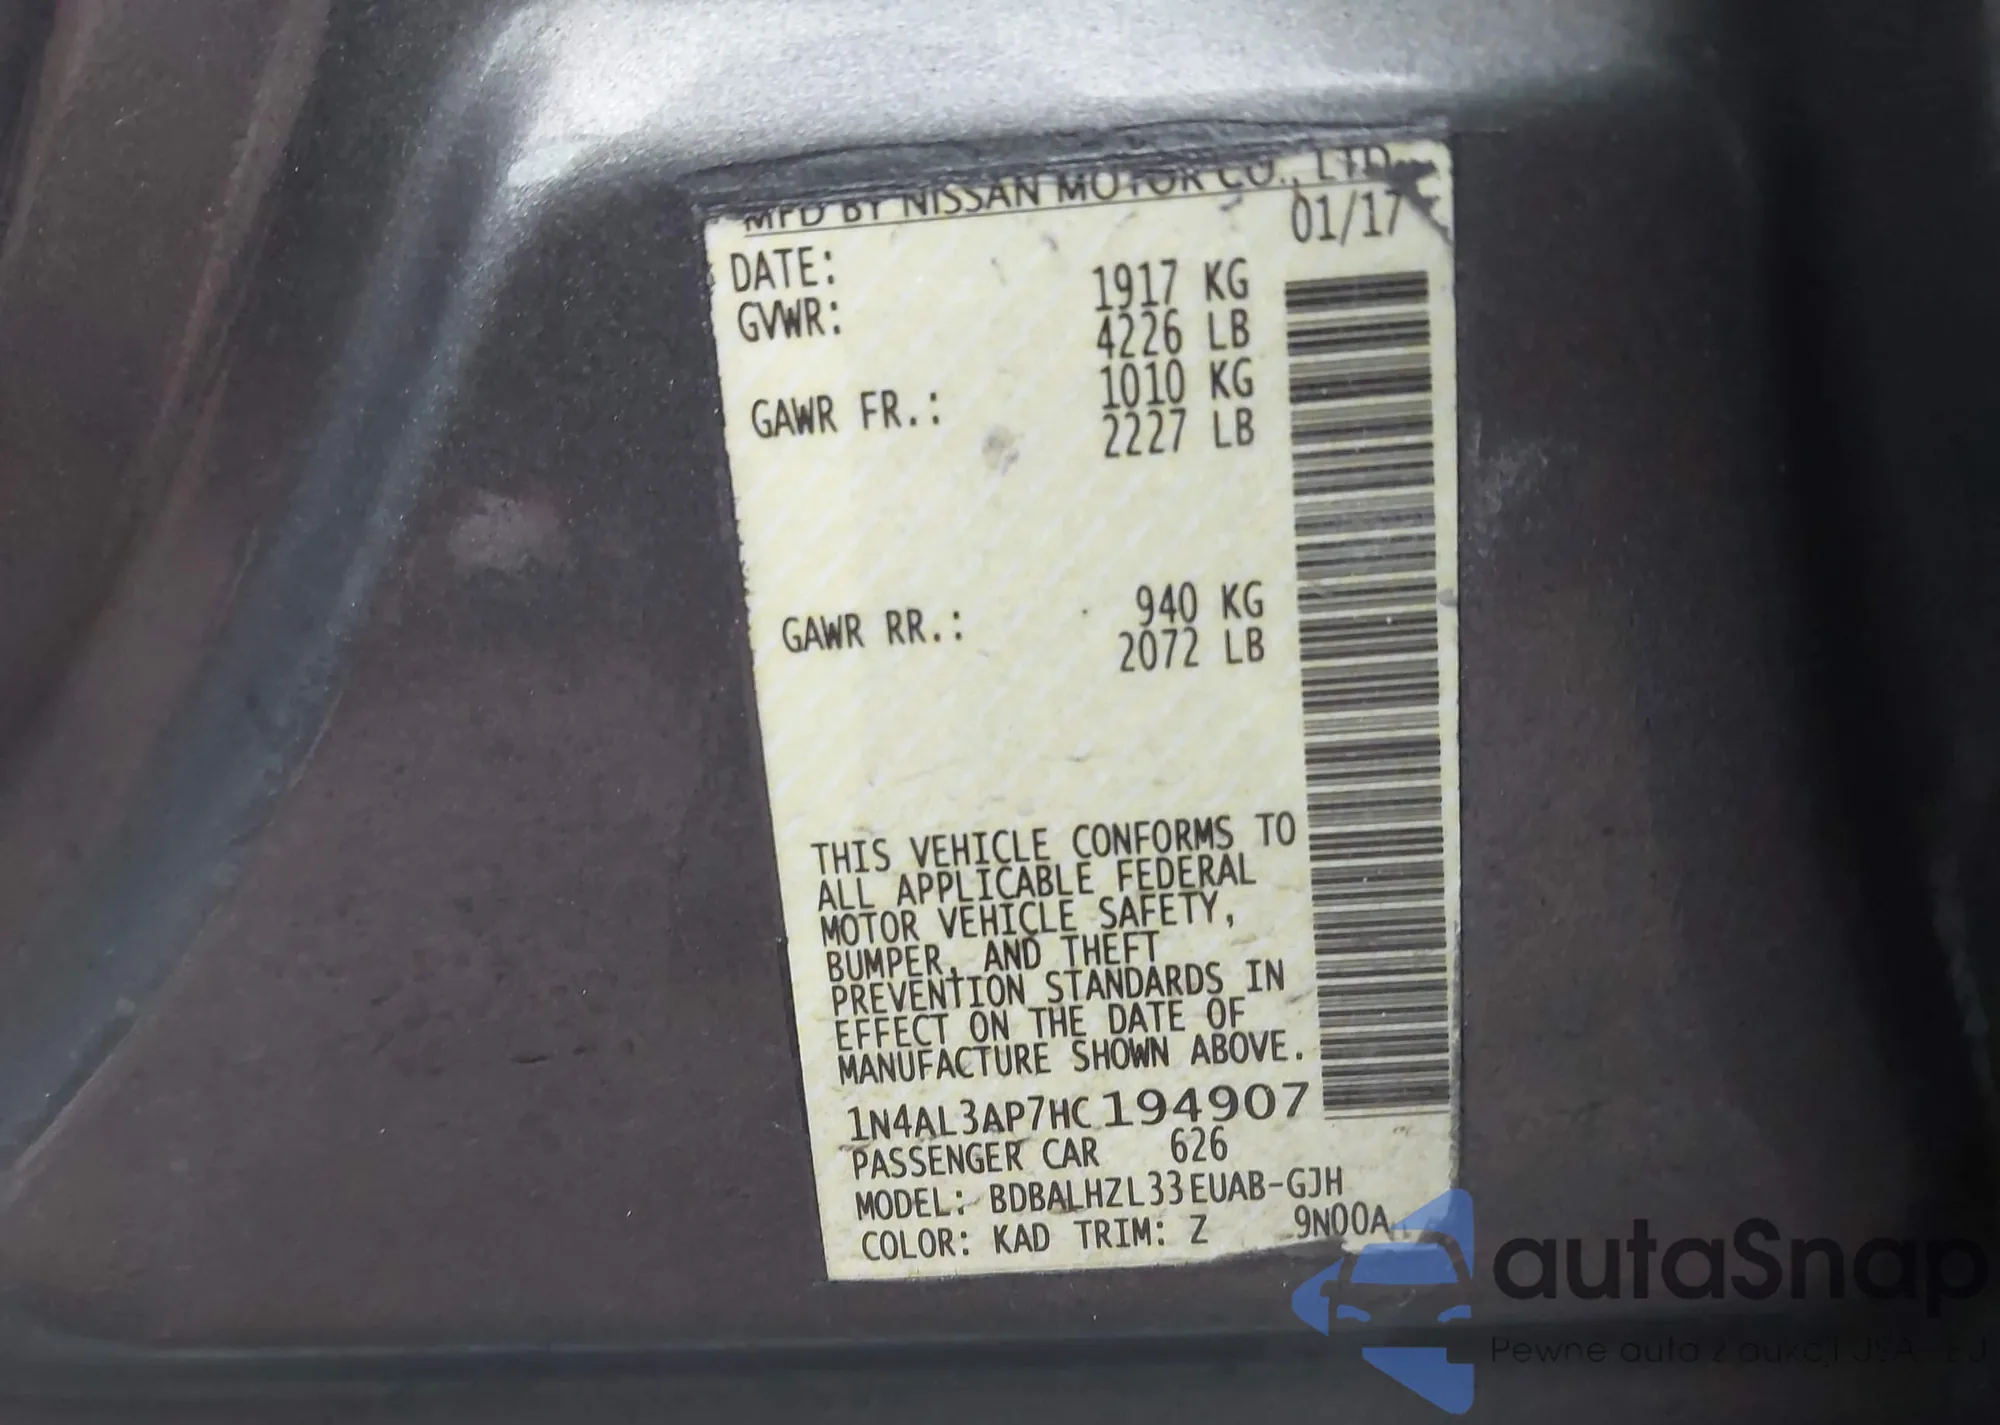 MFD BY NISSAN MOTOR CO., LTD.
DATE: 01/17
GVWR: 1917 KG
4226 LB
GAWR FR.: 1010 KG
2227 LB
GAWR RR.: 940 KG
2072 LB
THIS VEHICLE CONFORMS TO
ALL APPLICABLE FEDERAL
MOTOR VEHICLE SAFETY,
BUMPER, AND THEFT
PREVENTION STANDARDS IN
EFFECT ON THE DATE OF
MANUFACTURE SHOWN ABOVE.
1N4AL3AP7HC194907
PASSENGER CAR 626
MODEL: BDBALHZL33EUAB-GJH
COLOR: KAD TRIM: Z 9N00A
autaSnap
Pewne auta z aukcji